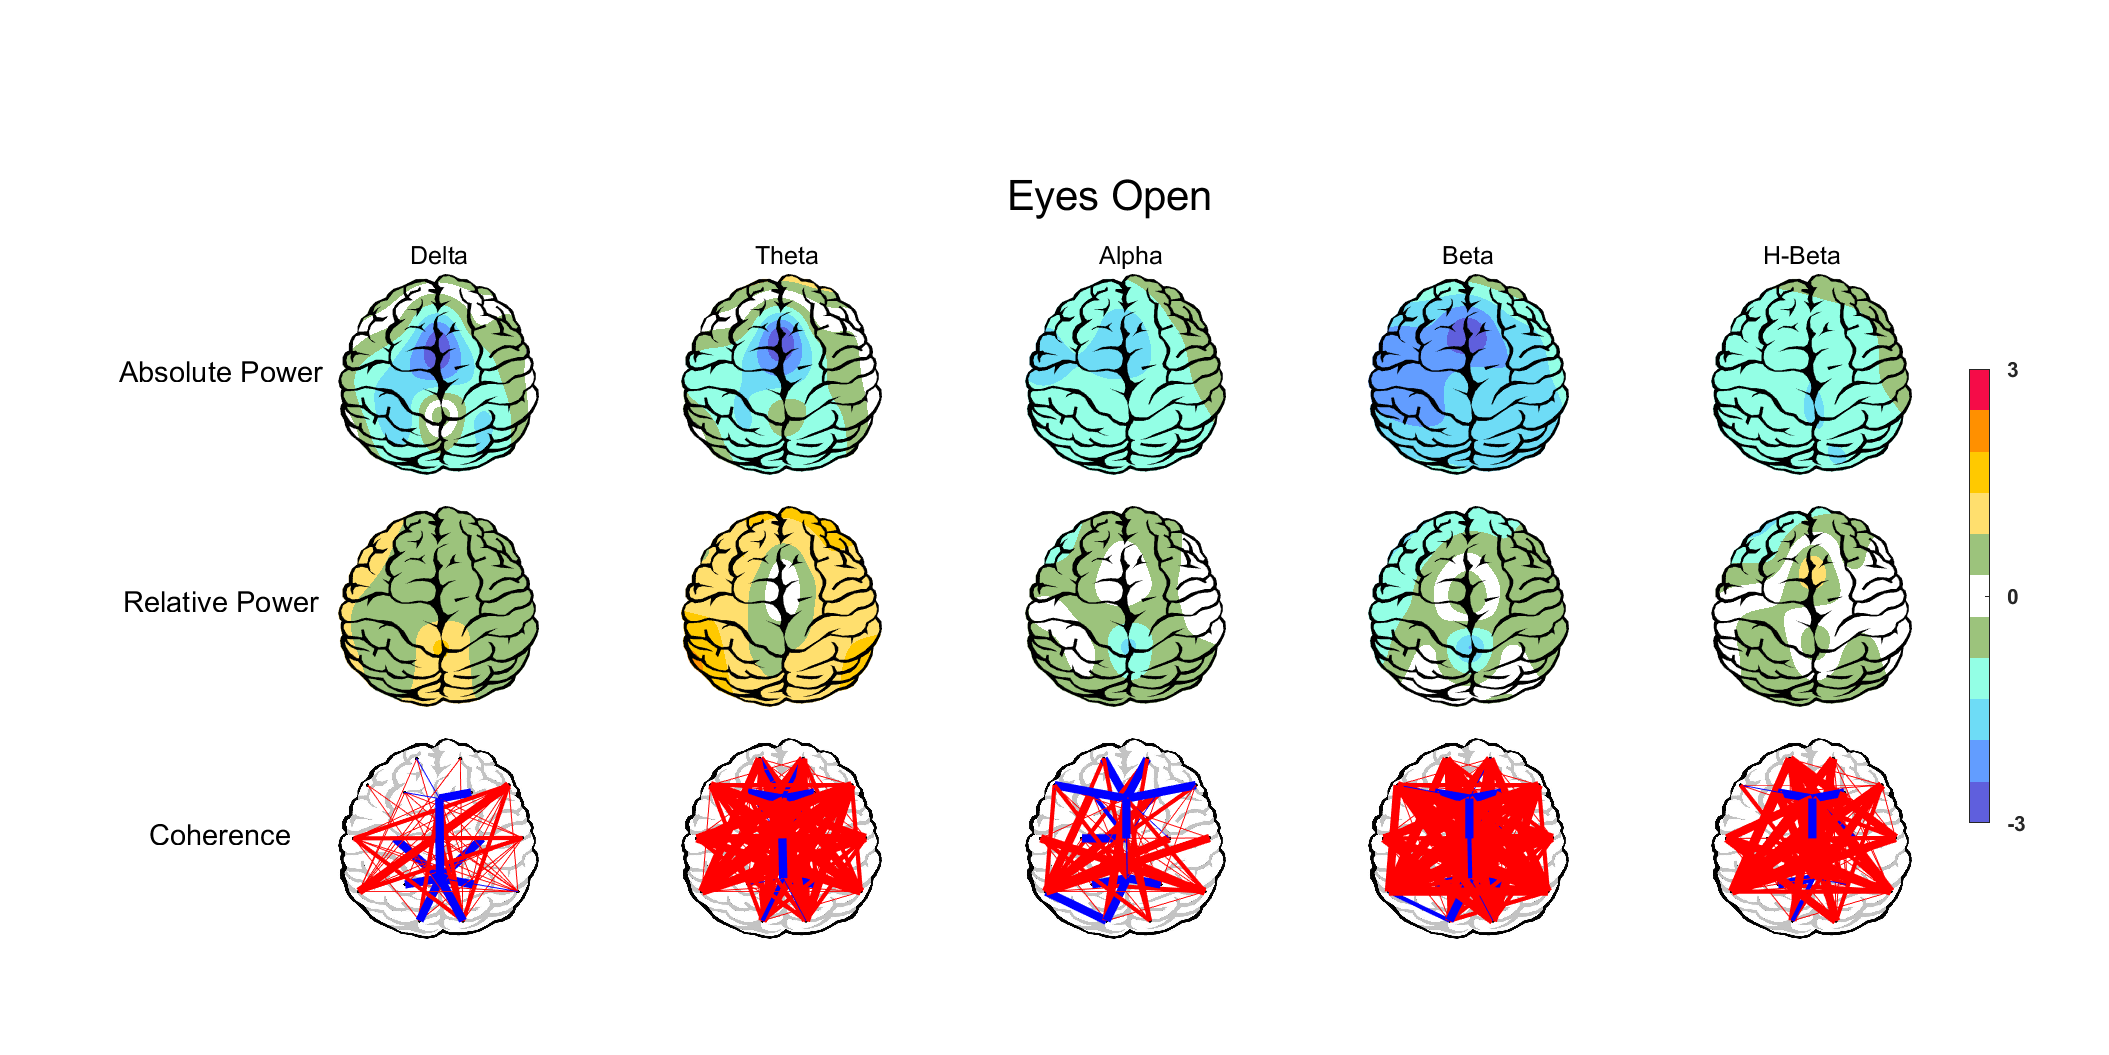 Eyes Open
Delta
Theta
Alpha
Beta
H-Beta
Absolute Power
Relative Power
Coherence
3
0
-3